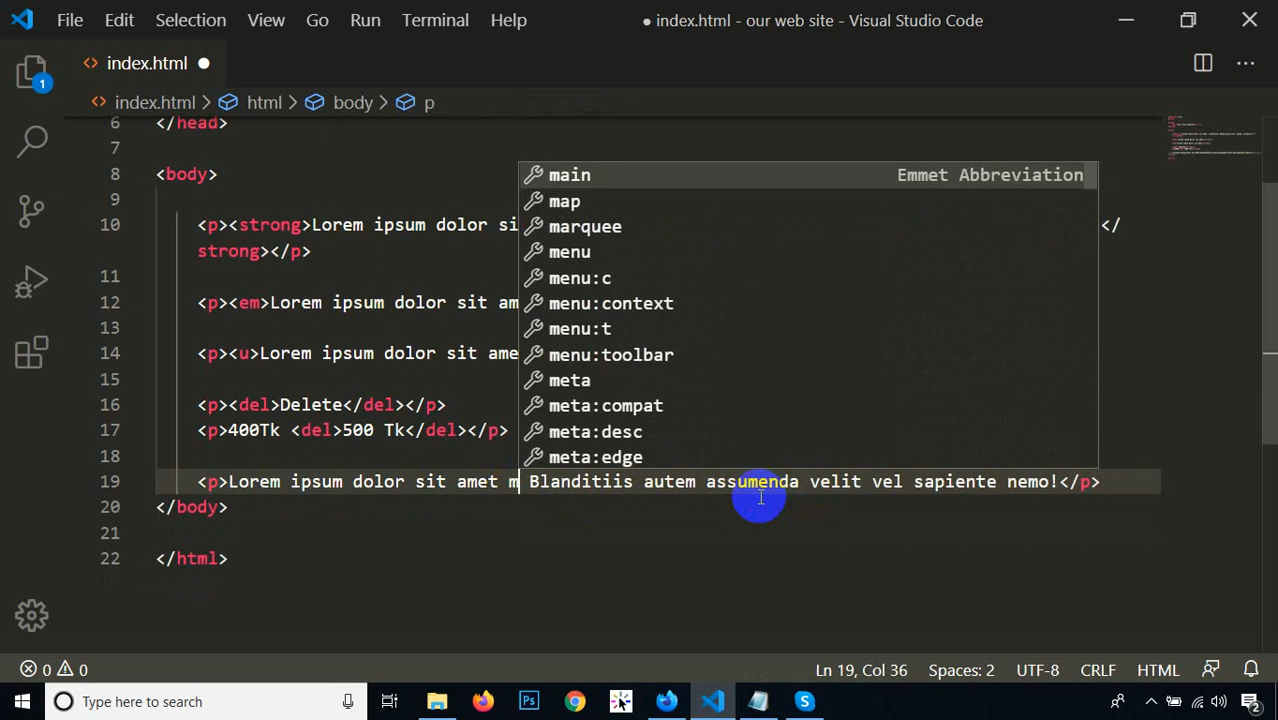 File Edit Selection View Go Run Terminal Help
● index.html - our web site - Visual Studio Code
1
<> index.html ●
<> index.html > html > body > p
6 </head>
7
8 <body>
9
10 <p><strong>Lorem ipsum dolor si </
strong></p>
11
12 <p><em>Lorem ipsum dolor sit am
13
14 <p><u>Lorem ipsum dolor sit ame
15
16 <p><del>Delete</del></p>
17 <p>400Tk <del>500 Tk</del></p>
18
19 <p>Lorem ipsum dolor sit amet m Blanditiis autem assumenda velit vel sapiente nemo!</p>
20 </body>
21
22 </html>
main Emmet Abbreviation
map
marquee
menu
menu:c
menu:context
menu:t
menu:toolbar
meta
meta:compat
meta:desc
meta:edge
0 0
Ln 19, Col 36 Spaces: 2 UTF-8 CRLF HTML
Type here to search
Ps
2